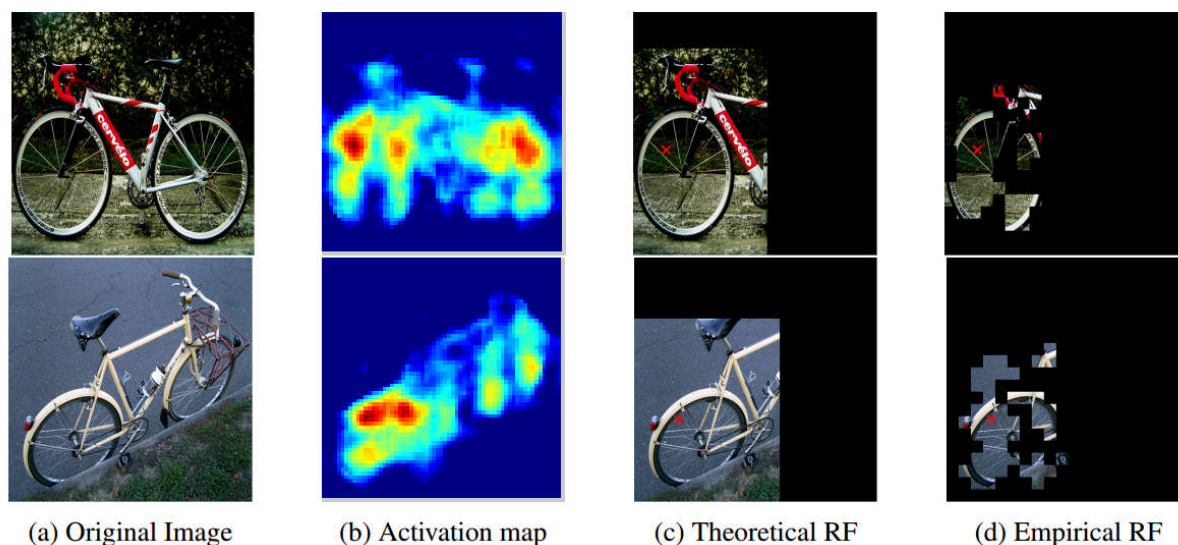 cervélo
cervélo
(a) Original Image
(b) Activation map
(c) Theoretical RF
(d) Empirical RF